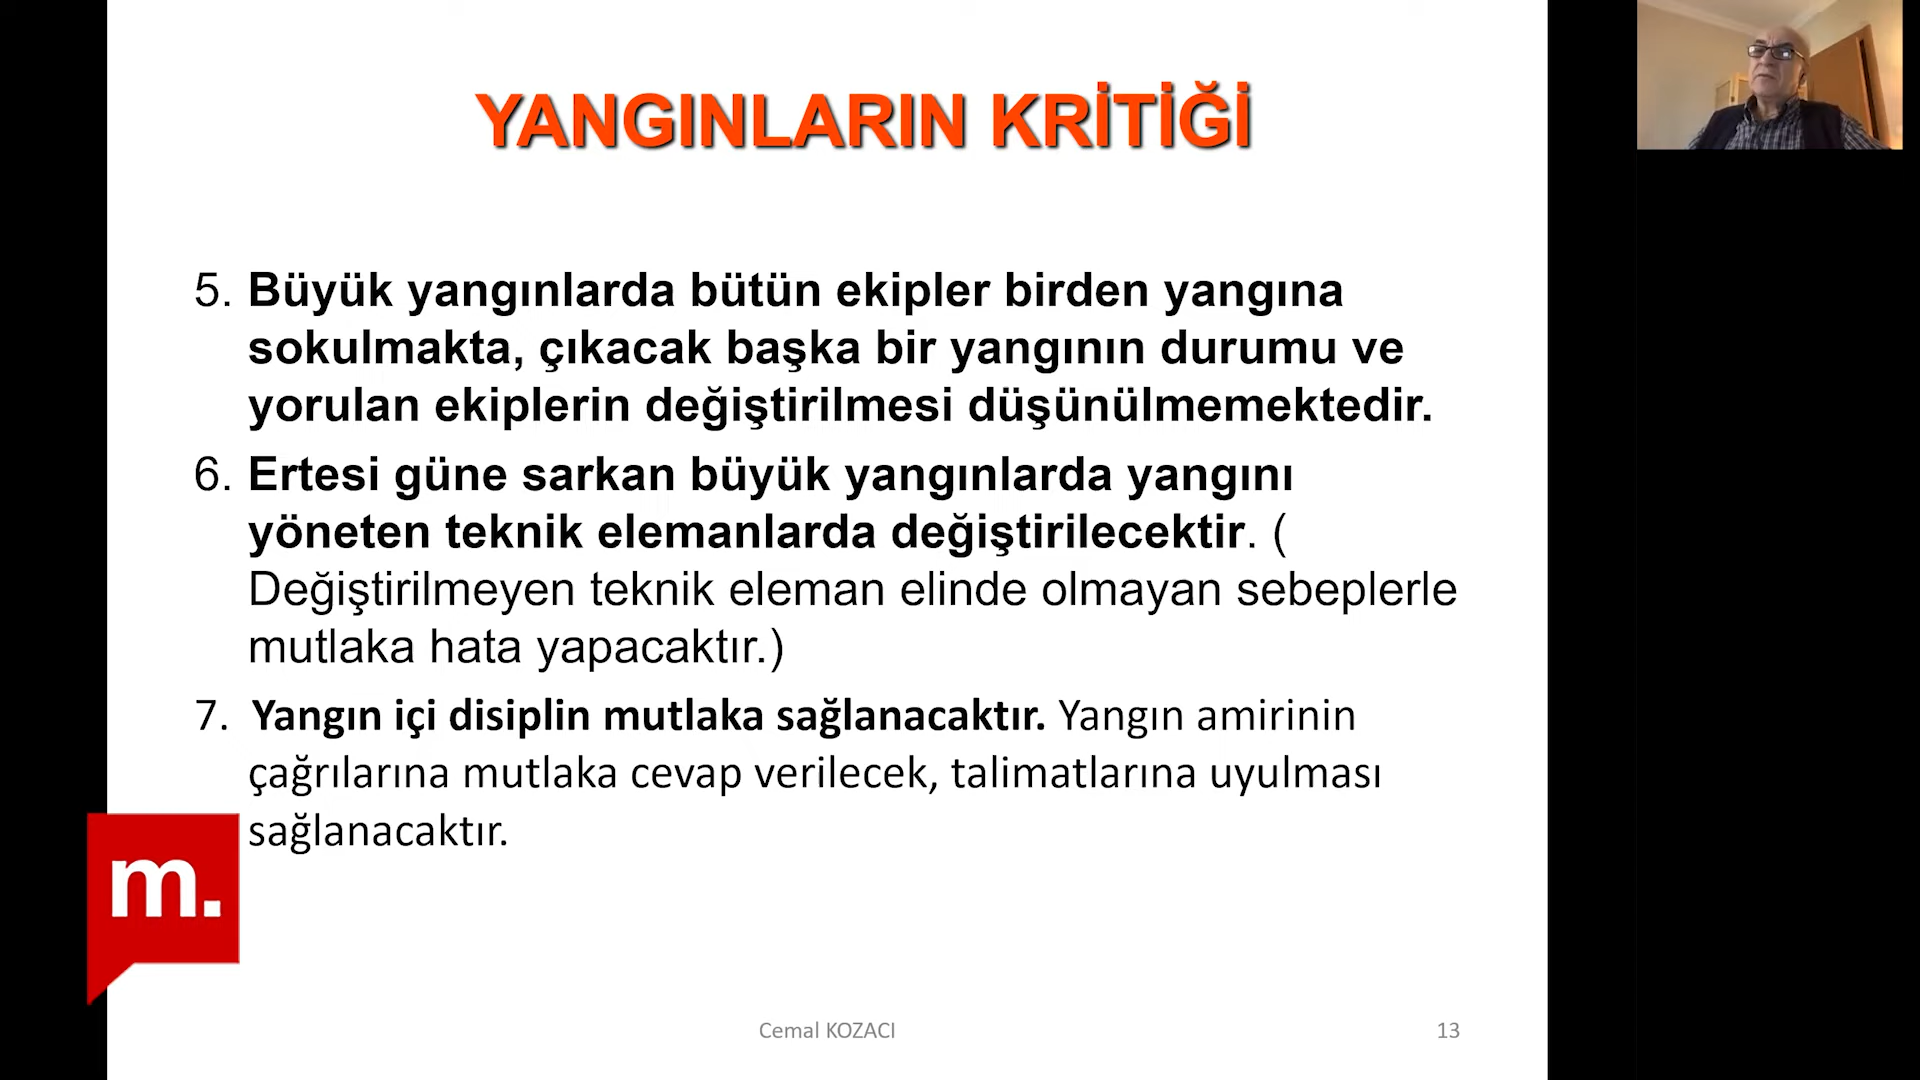 YANGINLARIN KRİTİĞİ
5. Büyük yangınlarda bütün ekipler birden yangına
sokulmakta, çıkacak başka bir yangının durumu ve
yorulan ekiplerin değiştirilmesi düşünülmemektedir.
6. Ertesi güne sarkan büyük yangınlarda yangını
yöneten teknik elemanlarda değiştirilecektir. (
Değiştirilmeyen teknik eleman elinde olmayan sebeplerle
mutlaka hata yapacaktır.)
7. Yangın içi disiplin mutlaka sağlanacaktır. Yangın amirinin
çağrılarına mutlaka cevap verilecek, talimatlarına uyulması
sağlanacaktır.
m.
Cemal KOZACI
13